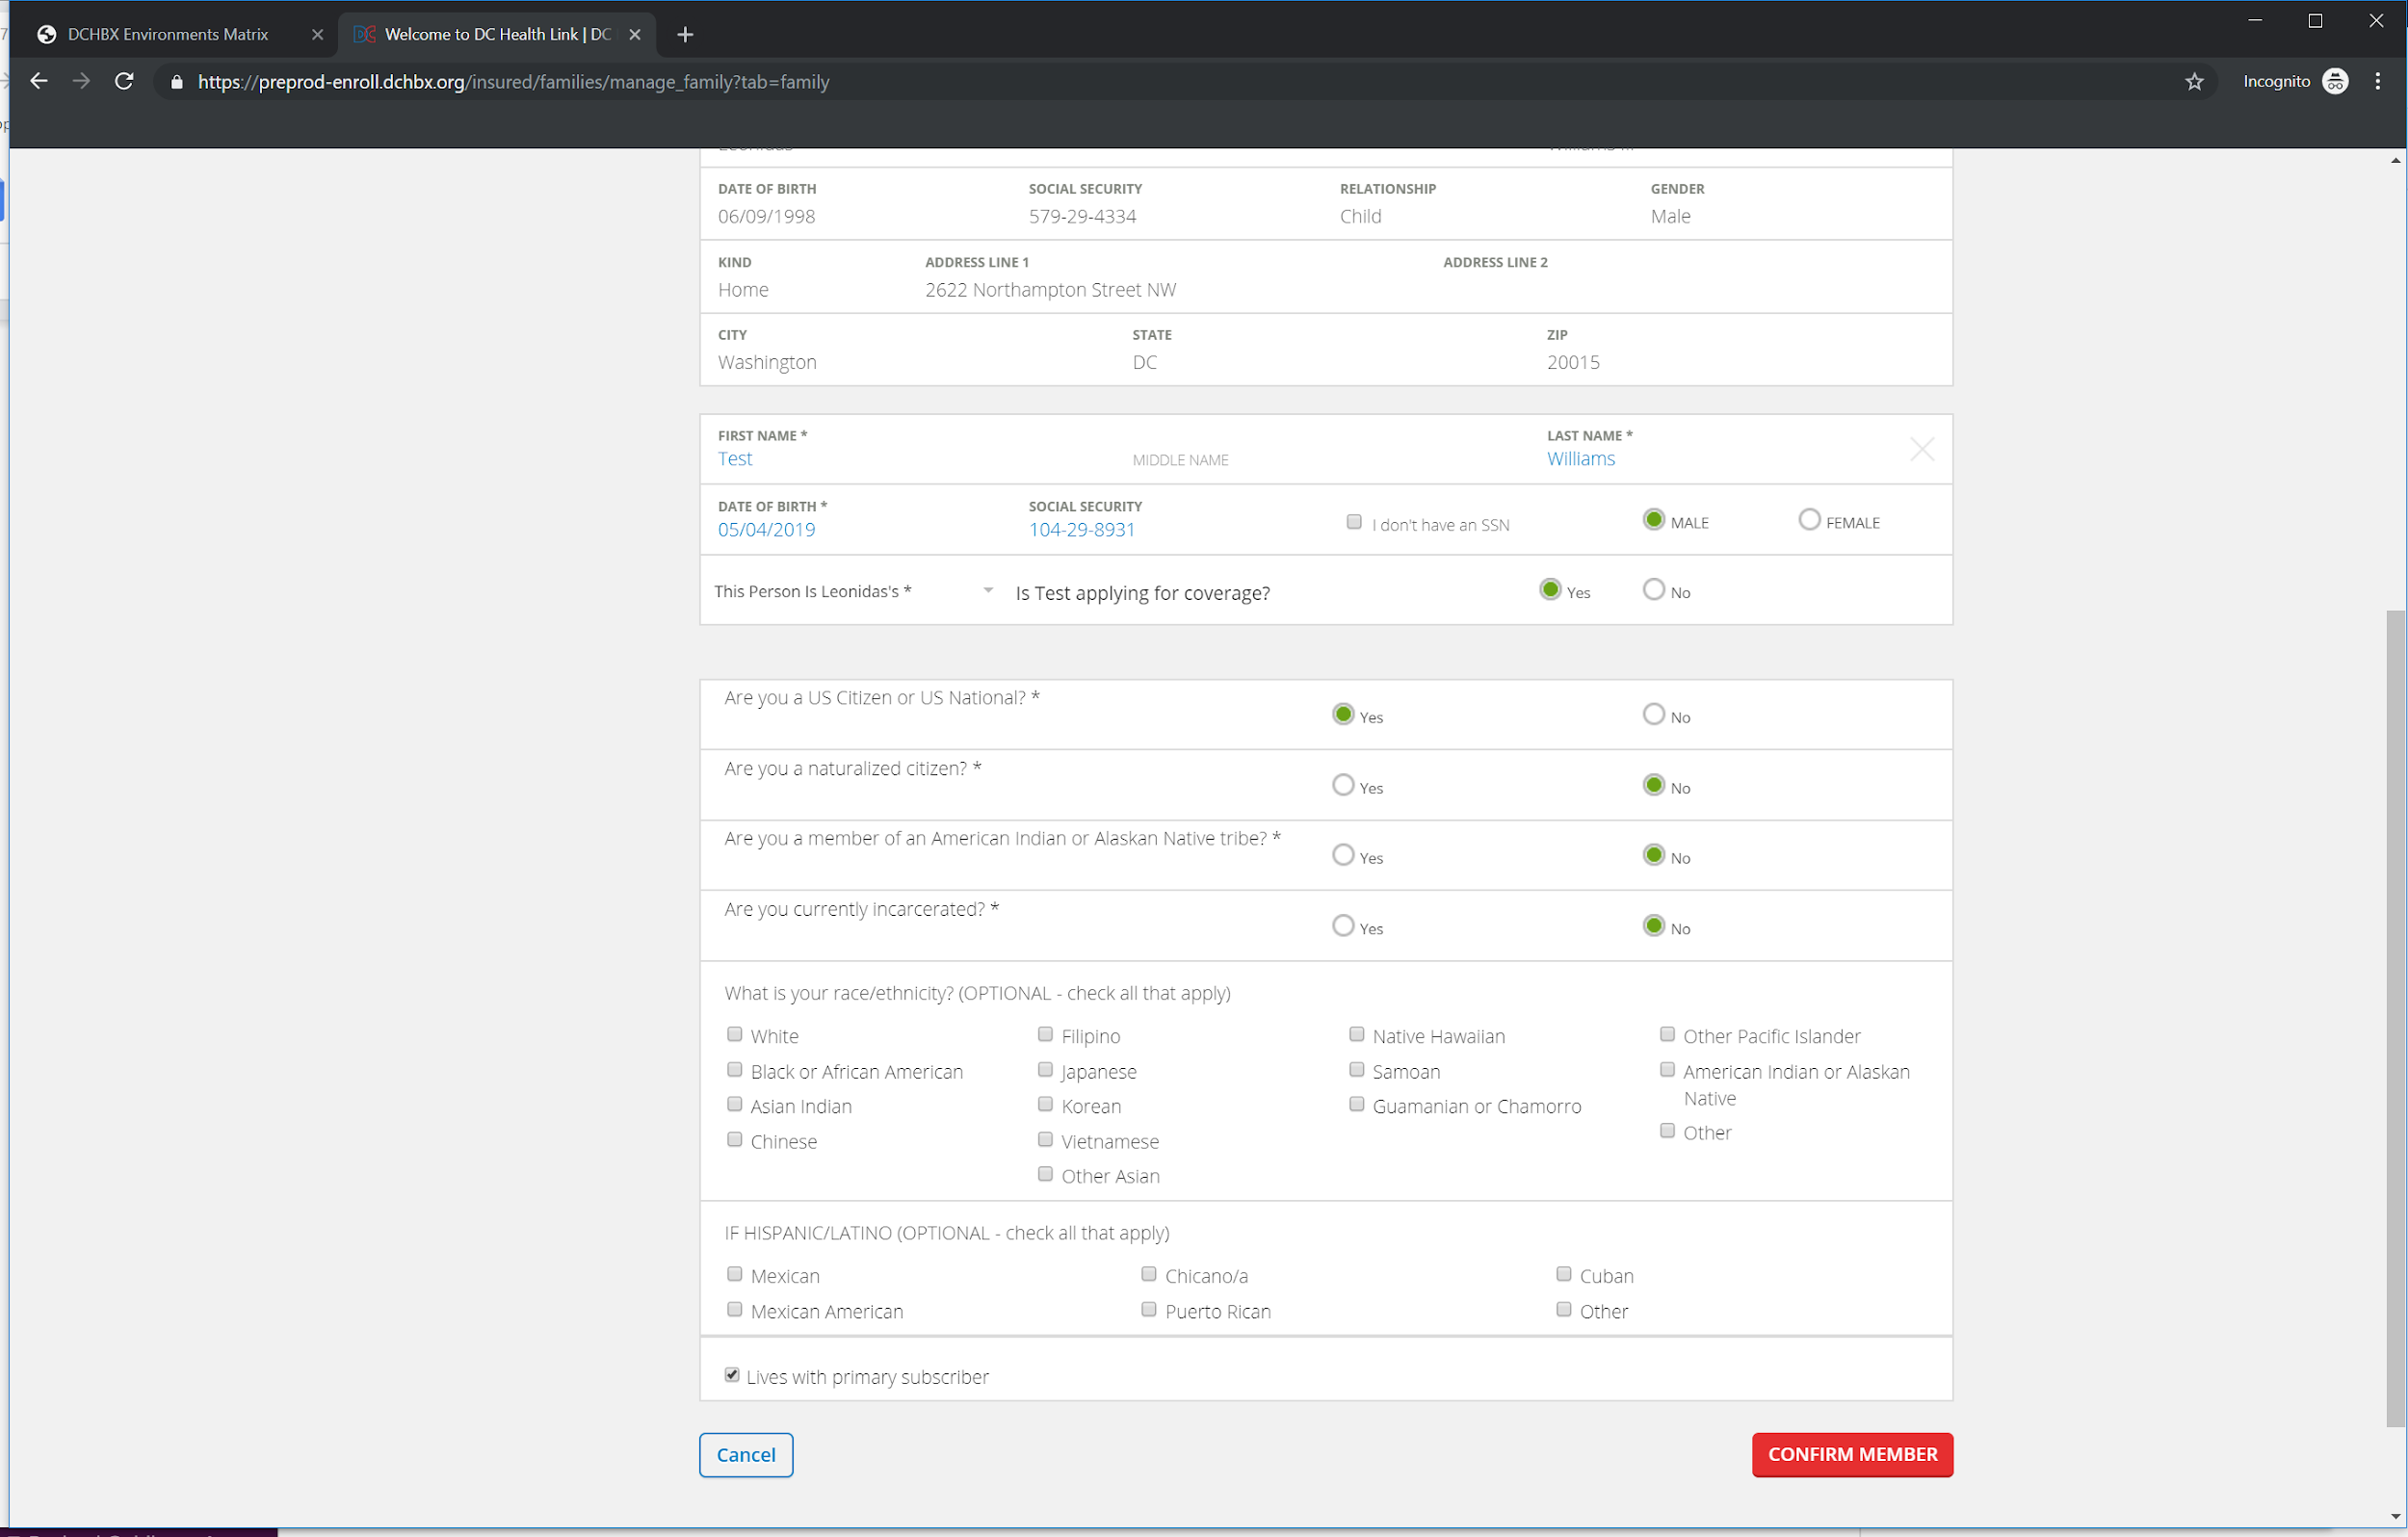 DCHBX Environments Matrix
Welcome to DC Health Link | DC
https://preprod-enroll.dchbx.org/insured/families/manage_family?tab=family
Incognito
DATE OF BIRTH SOCIAL SECURITY RELATIONSHIP GENDER
06/09/1998 579-29-4334 Child Male
KIND ADDRESS LINE 1 ADDRESS LINE 2
Home 2622 Northampton Street NW
CITY STATE ZIP
Washington DC 20015
FIRST NAME * LAST NAME *
Test MIDDLE NAME Williams
DATE OF BIRTH * SOCIAL SECURITY
05/04/2019 104-29-8931 I don't have an SSN MALE FEMALE
This Person Is Leonidas's * Is Test applying for coverage? Yes No
Are you a US Citizen or US National? * Yes No
Are you a naturalized citizen? * Yes No
Are you a member of an American Indian or Alaskan Native tribe? * Yes No
Are you currently incarcerated? * Yes No
What is your race/ethnicity? (OPTIONAL - check all that apply)
White Filipino Native Hawaiian Other Pacific Islander
Black or African American Japanese Samoan American Indian or Alaskan
Native
Asian Indian Korean Guamanian or Chamorro
Other
Chinese Vietnamese
Other Asian
IF HISPANIC/LATINO (OPTIONAL - check all that apply)
Mexican Chicano/a Cuban
Mexican American Puerto Rican Other
Lives with primary subscriber
Cancel CONFIRM MEMBER